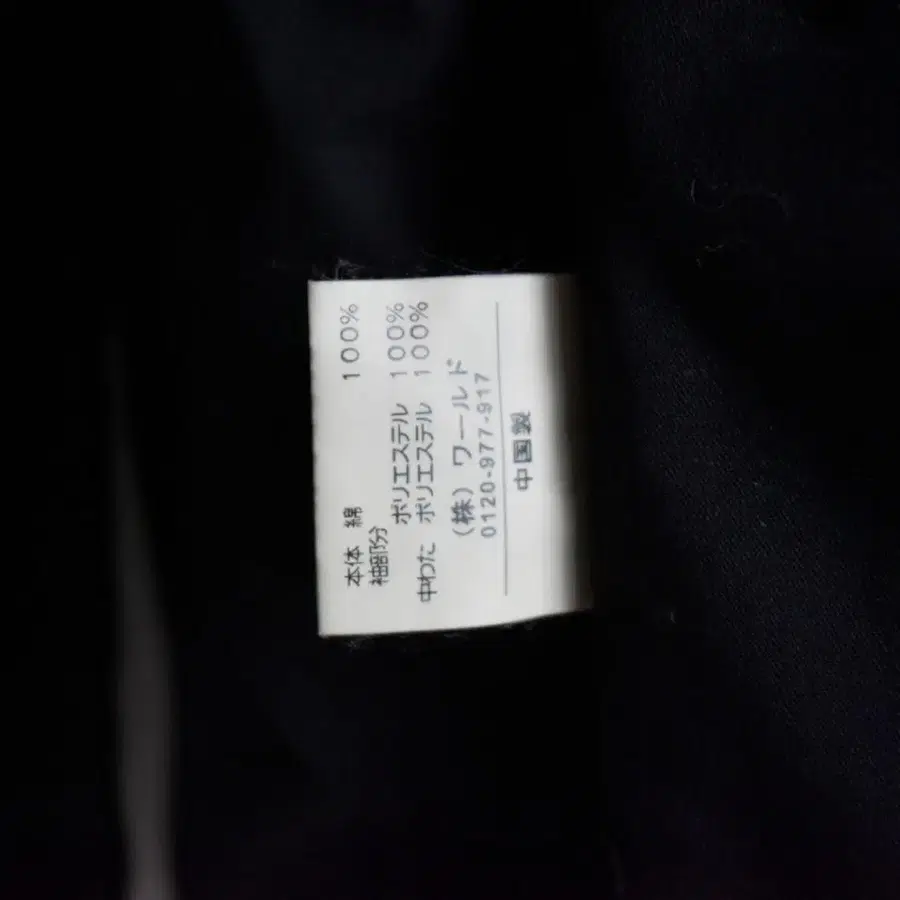 本体 綿 100%
袖部分
ポリエステル 100%
中わた ポリエステル 100%
(株) ワールド
0120-977-917
中国製